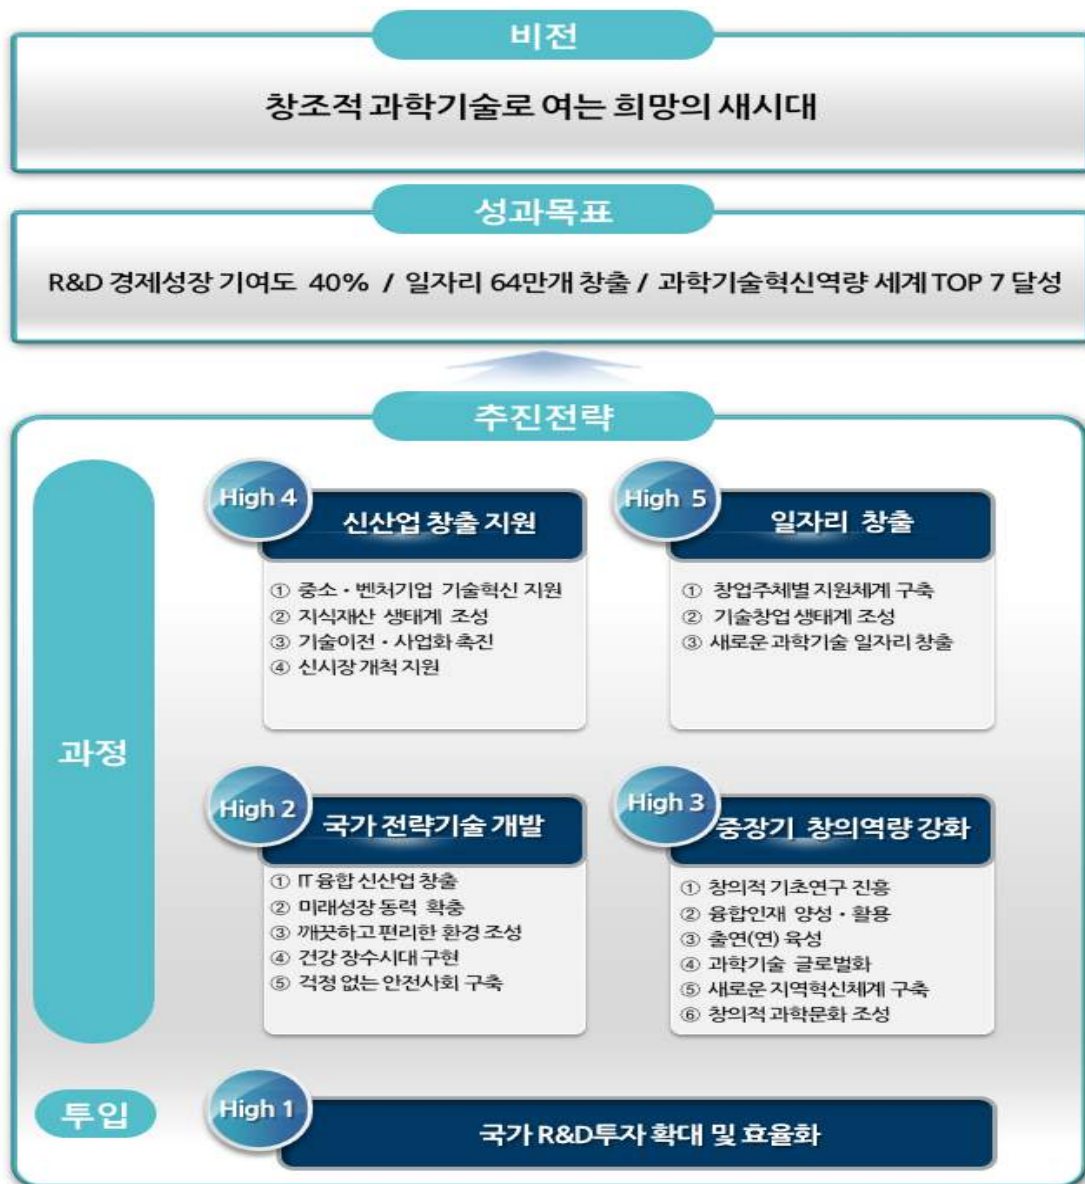 비전
창조적 과학기술로 여는 희망의 새시대
성과목표
R&D 경제성장 기여도 40% / 일자리 64만개 창출 / 과학기술혁신역량 세계 TOP 7 달성
추진전략
과정
High 4
신산업 창출 지원
① 중소・벤처기업 기술혁신 지원
② 지식재산 생태계 조성
③ 기술이전・사업화 촉진
④ 신시장 개척 지원
High 5
일자리 창출
① 창업주체별 지원체계 구축
② 기술창업 생태계 조성
③ 새로운 과학기술 일자리 창출
High 2
국가 전략기술 개발
① IT 융합 신산업 창출
② 미래성장 동력 확충
③ 깨끗하고 편리한 환경 조성
④ 건강 장수시대 구현
⑤ 걱정 없는 안전사회 구축
High 3
중장기 창의역량 강화
① 창의적 기초연구 진흥
② 융합인재 양성・활용
③ 출연(연) 육성
④ 과학기술 글로벌화
⑤ 새로운 지역혁신체계 구축
⑥ 창의적 과학문화 조성
투입
High 1
국가 R&D투자 확대 및 효율화